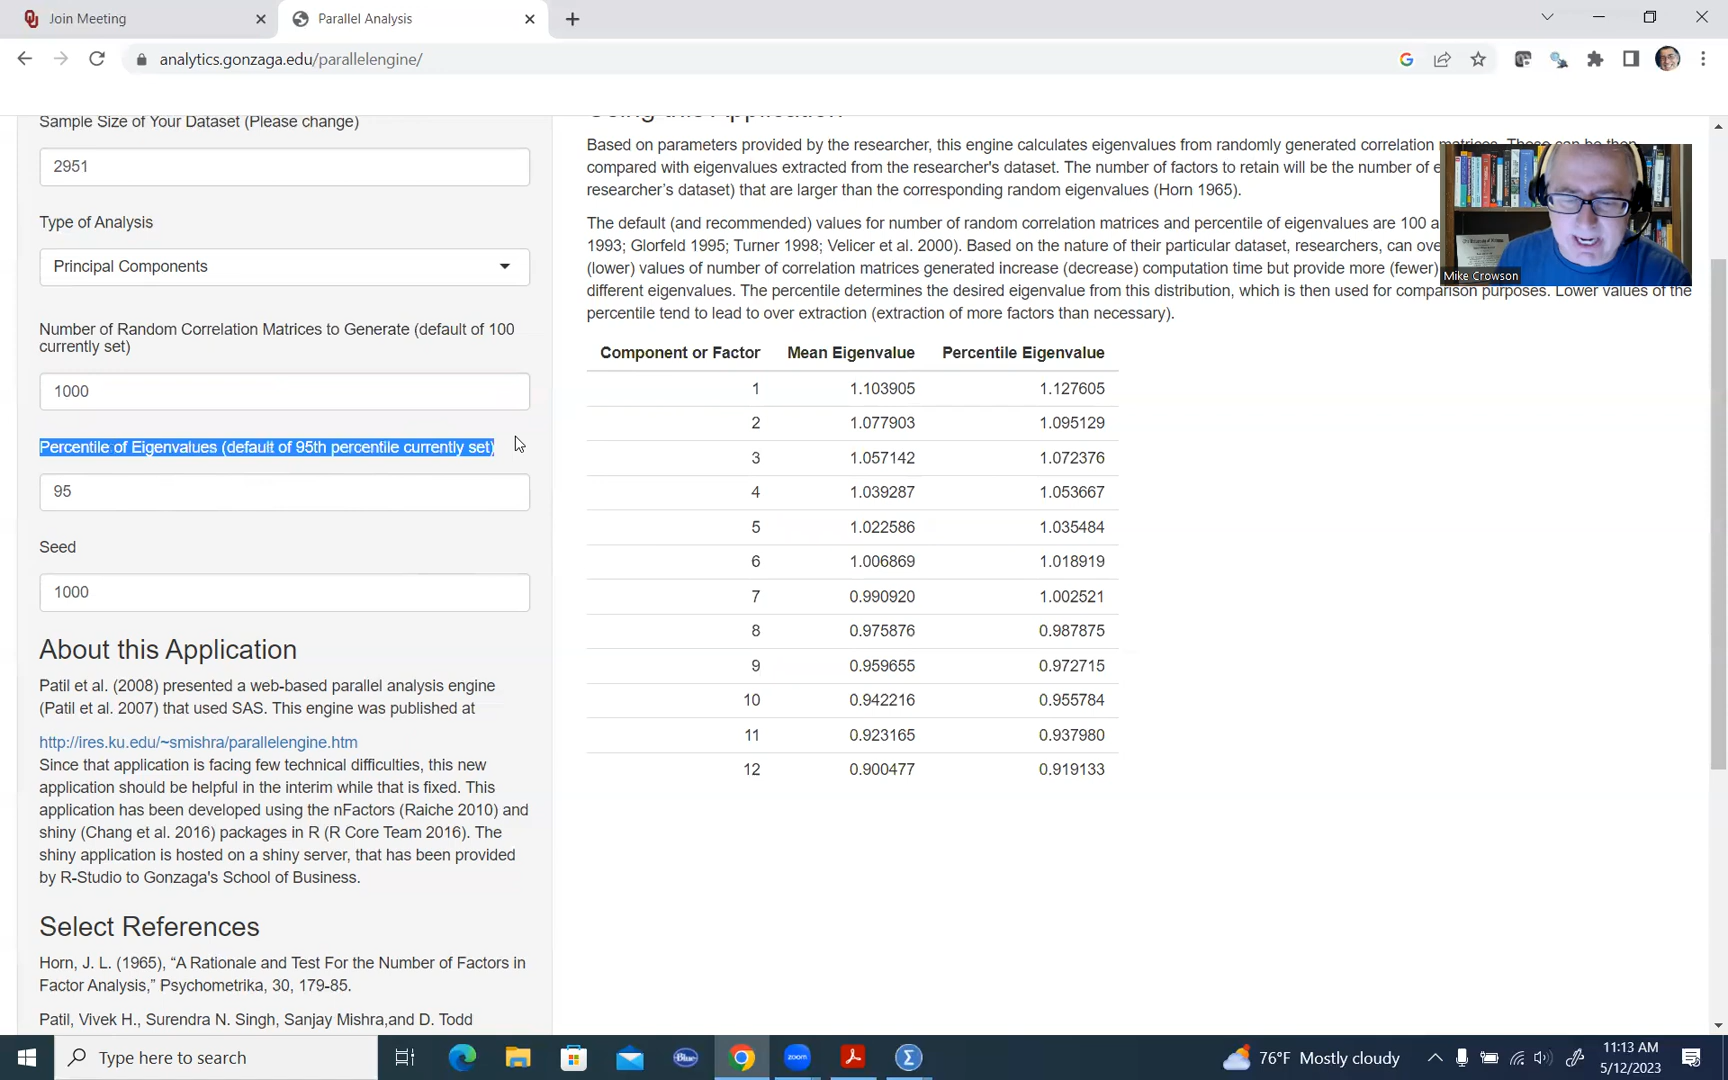 Join Meeting
Parallel Analysis
analytics.gonzaga.edu/parallelengine/
Sample Size of Your Dataset (Please change)
2951
Type of Analysis
Principal Components
Number of Random Correlation Matrices to Generate (default of 100
currently set)
1000
Percentile of Eigenvalues (default of 95th percentile currently set)
95
Seed
1000
About this Application
Patil et al. (2008) presented a web-based parallel analysis engine
(Patil et al. 2007) that used SAS. This engine was published at
http://ires.ku.edu/~smishra/parallelengine.htm
Since that application is facing few technical difficulties, this new
application should be helpful in the interim while that is fixed. This
application has been developed using the nFactors (Raiche 2010) and
shiny (Chang et al. 2016) packages in R (R Core Team 2016). The
shiny application is hosted on a shiny server, that has been provided
by R-Studio to Gonzaga's School of Business.
Select References
Horn, J. L. (1965), “A Rationale and Test For the Number of Factors in
Factor Analysis,” Psychometrika, 30, 179-85.
Patil, Vivek H., Surendra N. Singh, Sanjay Mishra,and D. Todd
Using this Application
Based on parameters provided by the researcher, this engine calculates eigenvalues from randomly generated correlation matrices. These can be then
compared with eigenvalues extracted from the researcher's dataset. The number of factors to retain will be the number of
researcher’s dataset) that are larger than the corresponding random eigenvalues (Horn 1965).
The default (and recommended) values for number of random correlation matrices and percentile of eigenvalues are 100
1993; Glorfeld 1995; Turner 1998; Velicer et al. 2000). Based on the nature of their particular dataset, researchers, can
(lower) values of number of correlation matrices generated increase (decrease) computation time but provide more (fewer)
different eigenvalues. The percentile determines the desired eigenvalue from this distribution, which is then used for comparison purposes. Lower values of the
percentile tend to lead to over extraction (extraction of more factors than necessary).
Component or Factor Mean Eigenvalue Percentile Eigenvalue
1 1.103905 1.127605
2 1.077903 1.095129
3 1.057142 1.072376
4 1.039287 1.053667
5 1.022586 1.035484
6 1.006869 1.018919
7 0.990920 1.002521
8 0.975876 0.987875
9 0.959655 0.972715
10 0.942216 0.955784
11 0.923165 0.937980
12 0.900477 0.919133
Mike Crowson
Type here to search
Blue
zoom
76°F Mostly cloudy
11:13 AM
5/12/2023